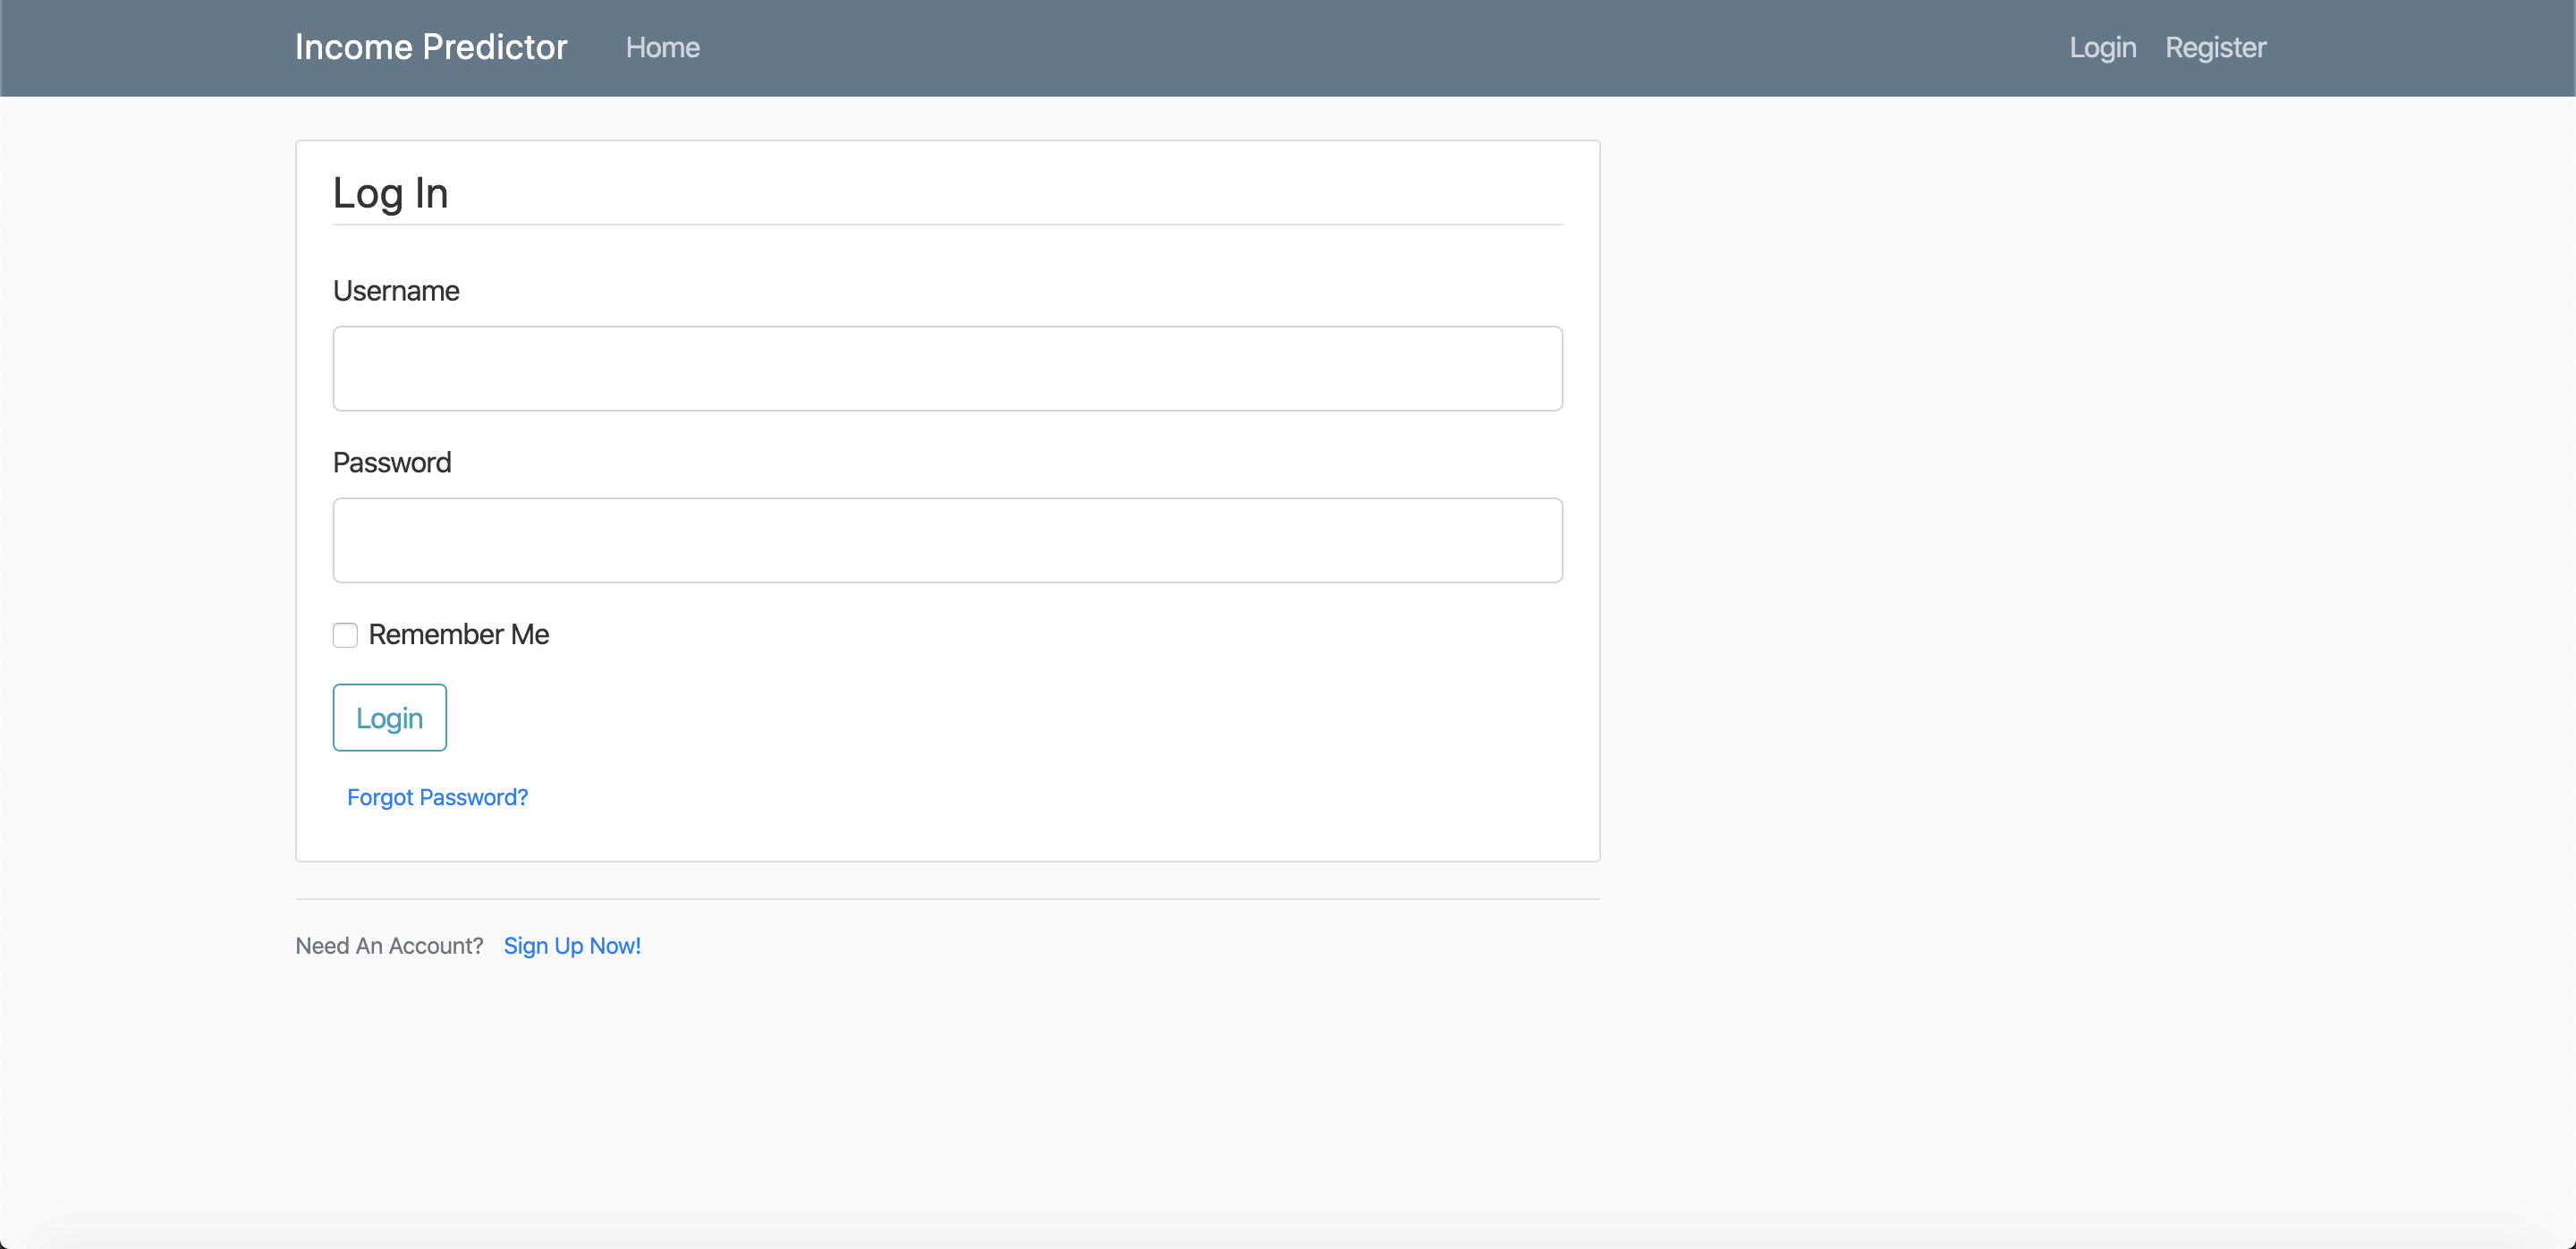 Income Predictor Home Login Register
Log In
Username
Password
Remember Me
Login
Forgot Password?
Need An Account? Sign Up Now!